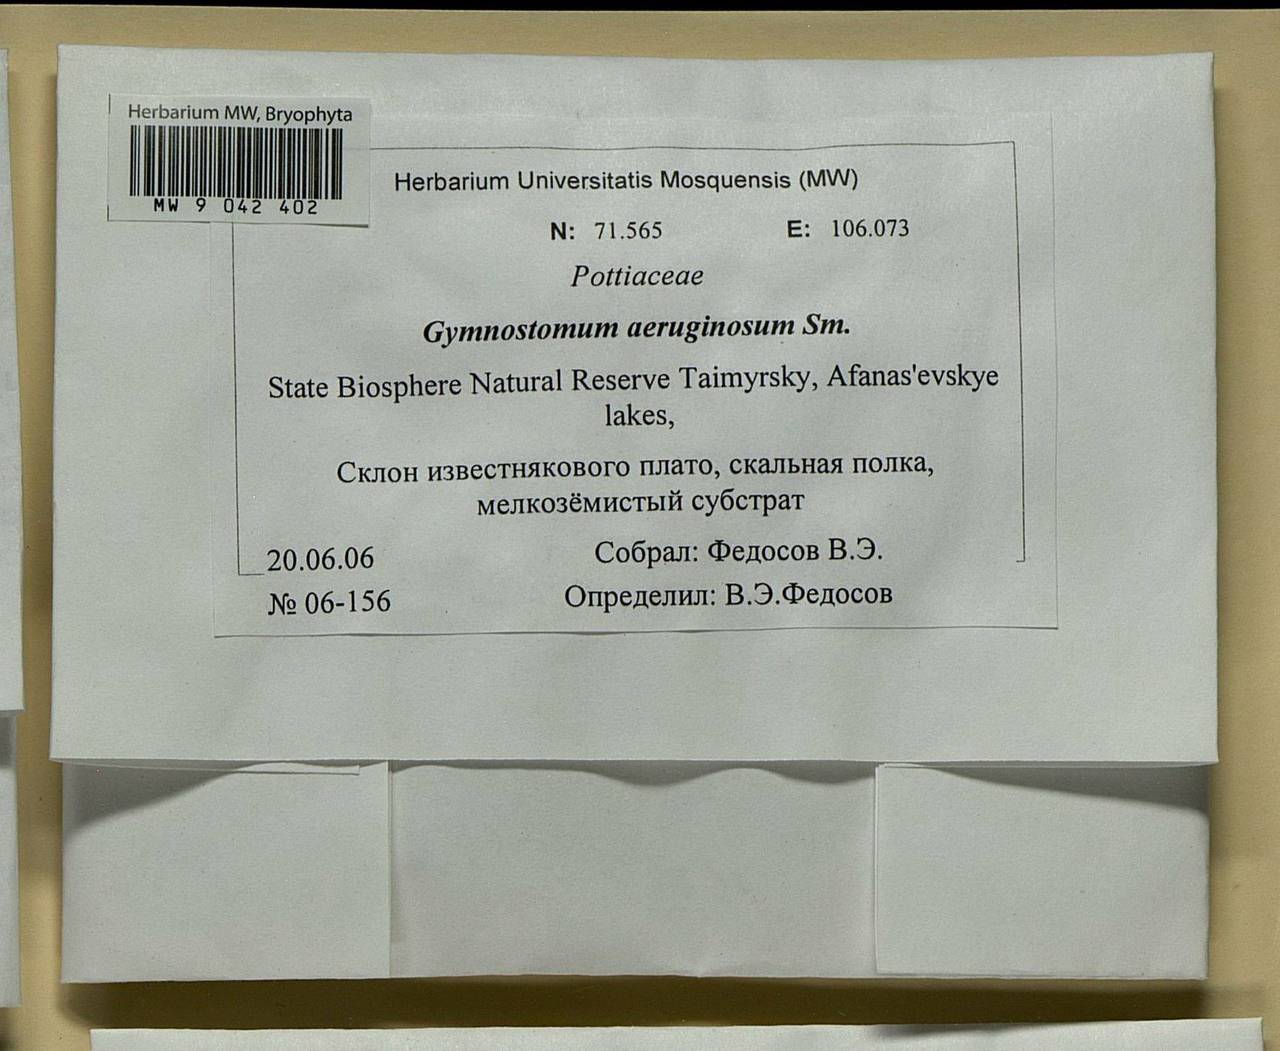 Herbarium MW, Bryophyta
MW 9 042 402
Herbarium Universitatis Mosquensis (MW)
N: 71.565 E: 106.073
Pottiaceae
Gymnostomum aeruginosum Sm.
State Biosphere Natural Reserve Taimyrsky, Afanas'evskye
lakes,
Склон известнякового плато, скальная полка,
мелкозёмистый субстрат
20.06.06 Собрал: Федосов В.Э.
№ 06-156 Определил: В.Э.Федосов